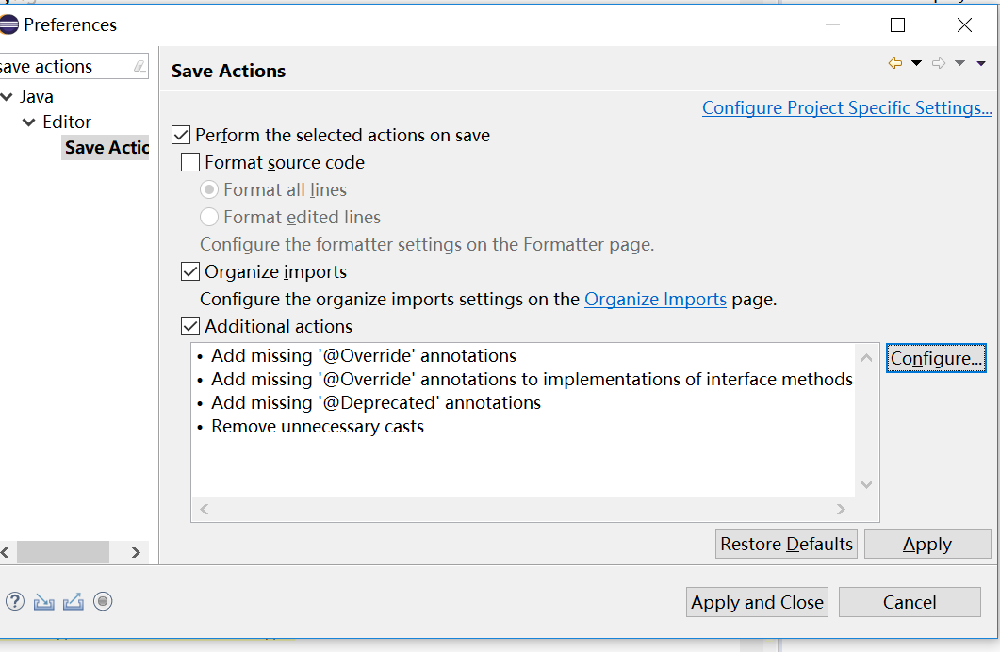 Preferences
save actions
Java
Editor
Save Actic
Save Actions
Configure Project Specific Settings...
Perform the selected actions on save
Format source code
Format all lines
Format edited lines
Configure the formatter settings on the Formatter page.
Organize imports
Configure the organize imports settings on the Organize Imports page.
Additional actions
• Add missing '@Override' annotations
• Add missing '@Override' annotations to implementations of interface methods
• Add missing '@Deprecated' annotations
• Remove unnecessary casts
Configure...
Restore Defaults
Apply
Apply and Close
Cancel